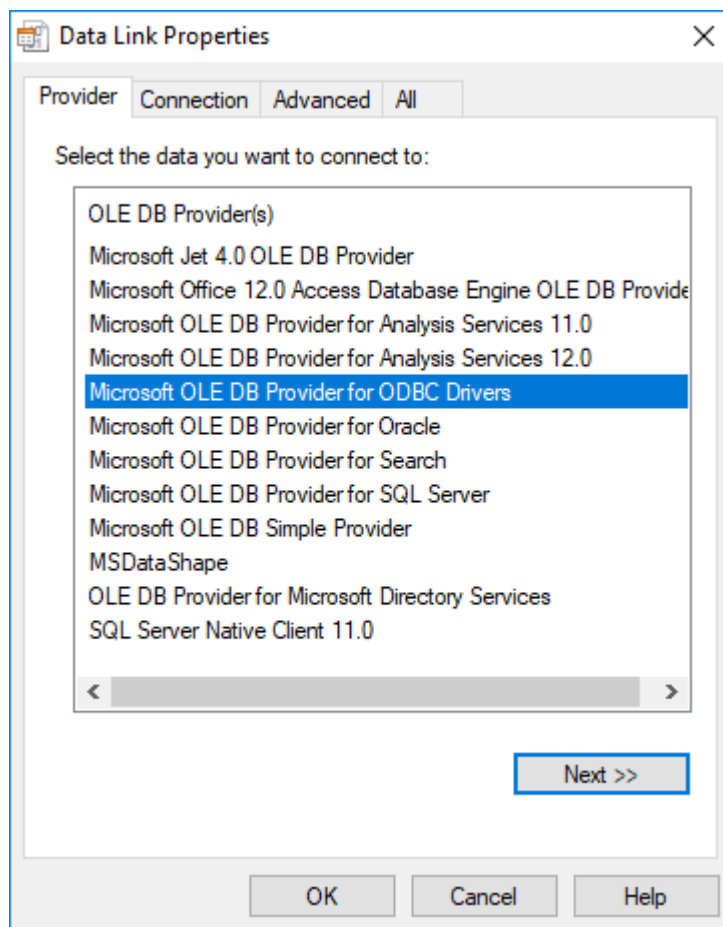 Data Link Properties
Provider Connection Advanced All
Select the data you want to connect to:
OLE DB Provider(s)
Microsoft Jet 4.0 OLE DB Provider
Microsoft Office 12.0 Access Database Engine OLE DB Provide
Microsoft OLE DB Provider for Analysis Services 11.0
Microsoft OLE DB Provider for Analysis Services 12.0
Microsoft OLE DB Provider for ODBC Drivers
Microsoft OLE DB Provider for Oracle
Microsoft OLE DB Provider for Search
Microsoft OLE DB Provider for SQL Server
Microsoft OLE DB Simple Provider
MSDataShape
OLE DB Provider for Microsoft Directory Services
SQL Server Native Client 11.0
Next >>
OK Cancel Help